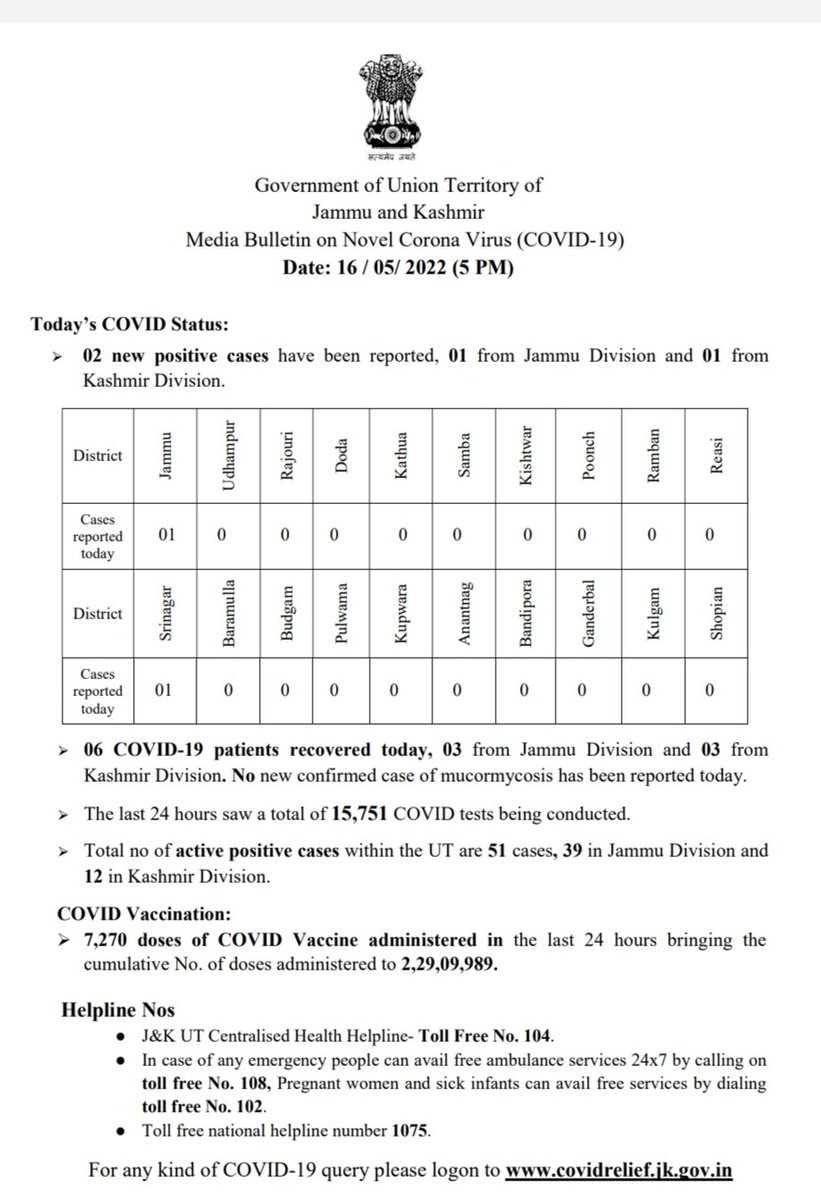 सत्यमेव जयते
Government of Union Territory of
Jammu and Kashmir
Media Bulletin on Novel Corona Virus (COVID-19)
Date: 16 / 05/ 2022 (5 PM)
Today’s COVID Status:
➢ 02 new positive cases have been reported, 01 from Jammu Division and 01 from
Kashmir Division.
District Jammu Udhampur Rajouri Doda Kathua Samba Kishtwar Poonch Ramban Reasi
Cases
reported
today
01 0 0 0 0 0 0 0 0 0
District Srinagar Baramulla Budgam Pulwama Kupwara Anantnag Bandipora Ganderbal Kulgam Shopian
Cases
reported
today
01 0 0 0 0 0 0 0 0 0
➢ 06 COVID-19 patients recovered today, 03 from Jammu Division and 03 from
Kashmir Division. No new confirmed case of mucormycosis has been reported today.
➢ The last 24 hours saw a total of 15,751 COVID tests being conducted.
➢ Total no of active positive cases within the UT are 51 cases, 39 in Jammu Division and
12 in Kashmir Division.
COVID Vaccination:
➢ 7,270 doses of COVID Vaccine administered in the last 24 hours bringing the
cumulative No. of doses administered to 2,29,09,989.
Helpline Nos
● J&K UT Centralised Health Helpline- Toll Free No. 104.
● In case of any emergency people can avail free ambulance services 24x7 by calling on
toll free No. 108, Pregnant women and sick infants can avail free services by dialing
toll free No. 102.
● Toll free national helpline number 1075.
For any kind of COVID-19 query please logon to www.covidrelief.jk.gov.in